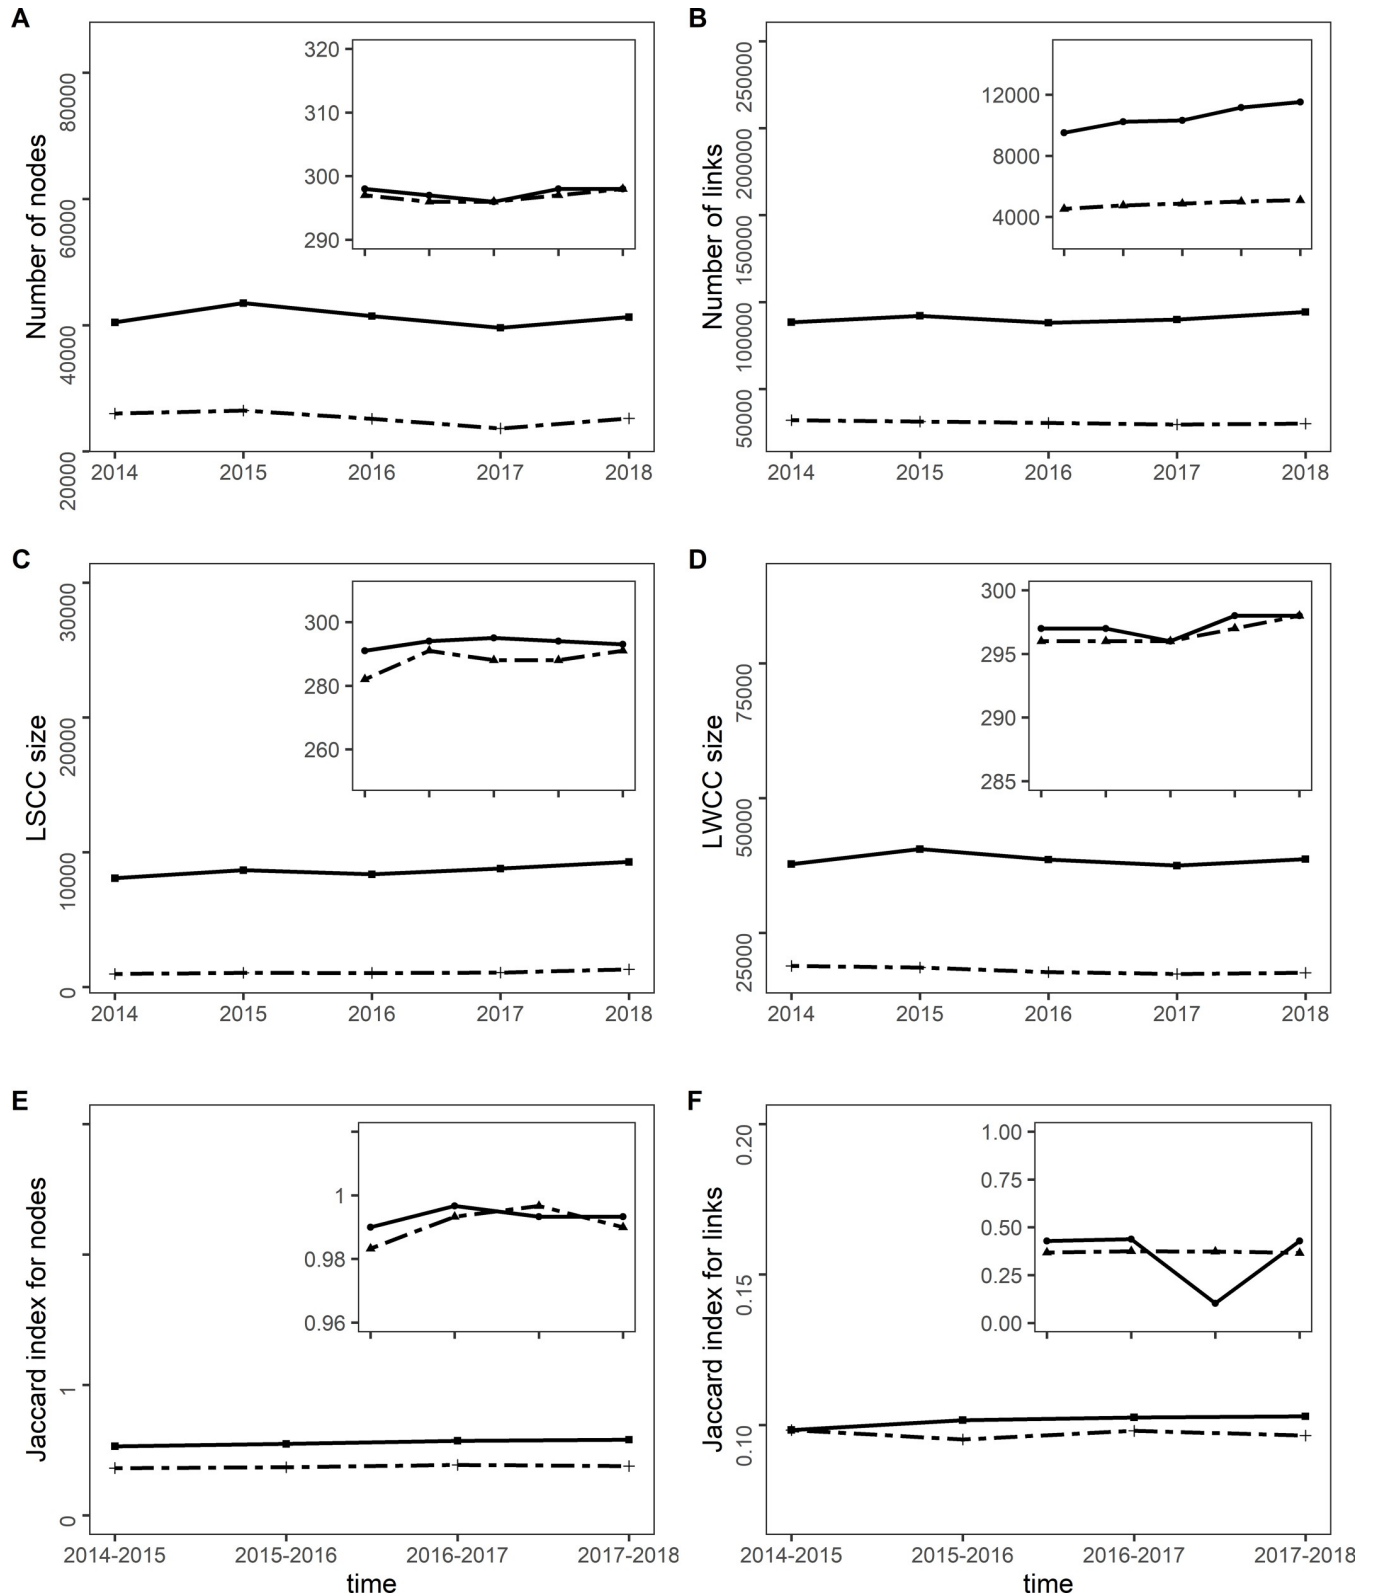 A
Number of nodes
80000
60000
40000
20000
320
310
300
290
2014 2015 2016 2017 2018
B
Number of links
250000
200000
150000
100000
50000
12000
8000
4000
2014 2015 2016 2017 2018
C
LSCC size
30000
20000
10000
0
300
280
260
2014 2015 2016 2017 2018
D
LWCC size
75000
50000
25000
300
295
290
285
2014 2015 2016 2017 2018
E
Jaccard index for nodes
1
0
1
0.98
0.96
2014-2015 2015-2016 2016-2017 2017-2018
time
F
Jaccard index for links
0.20
0.15
0.10
1.00
0.75
0.50
0.25
0.00
2014-2015 2015-2016 2016-2017 2017-2018
time